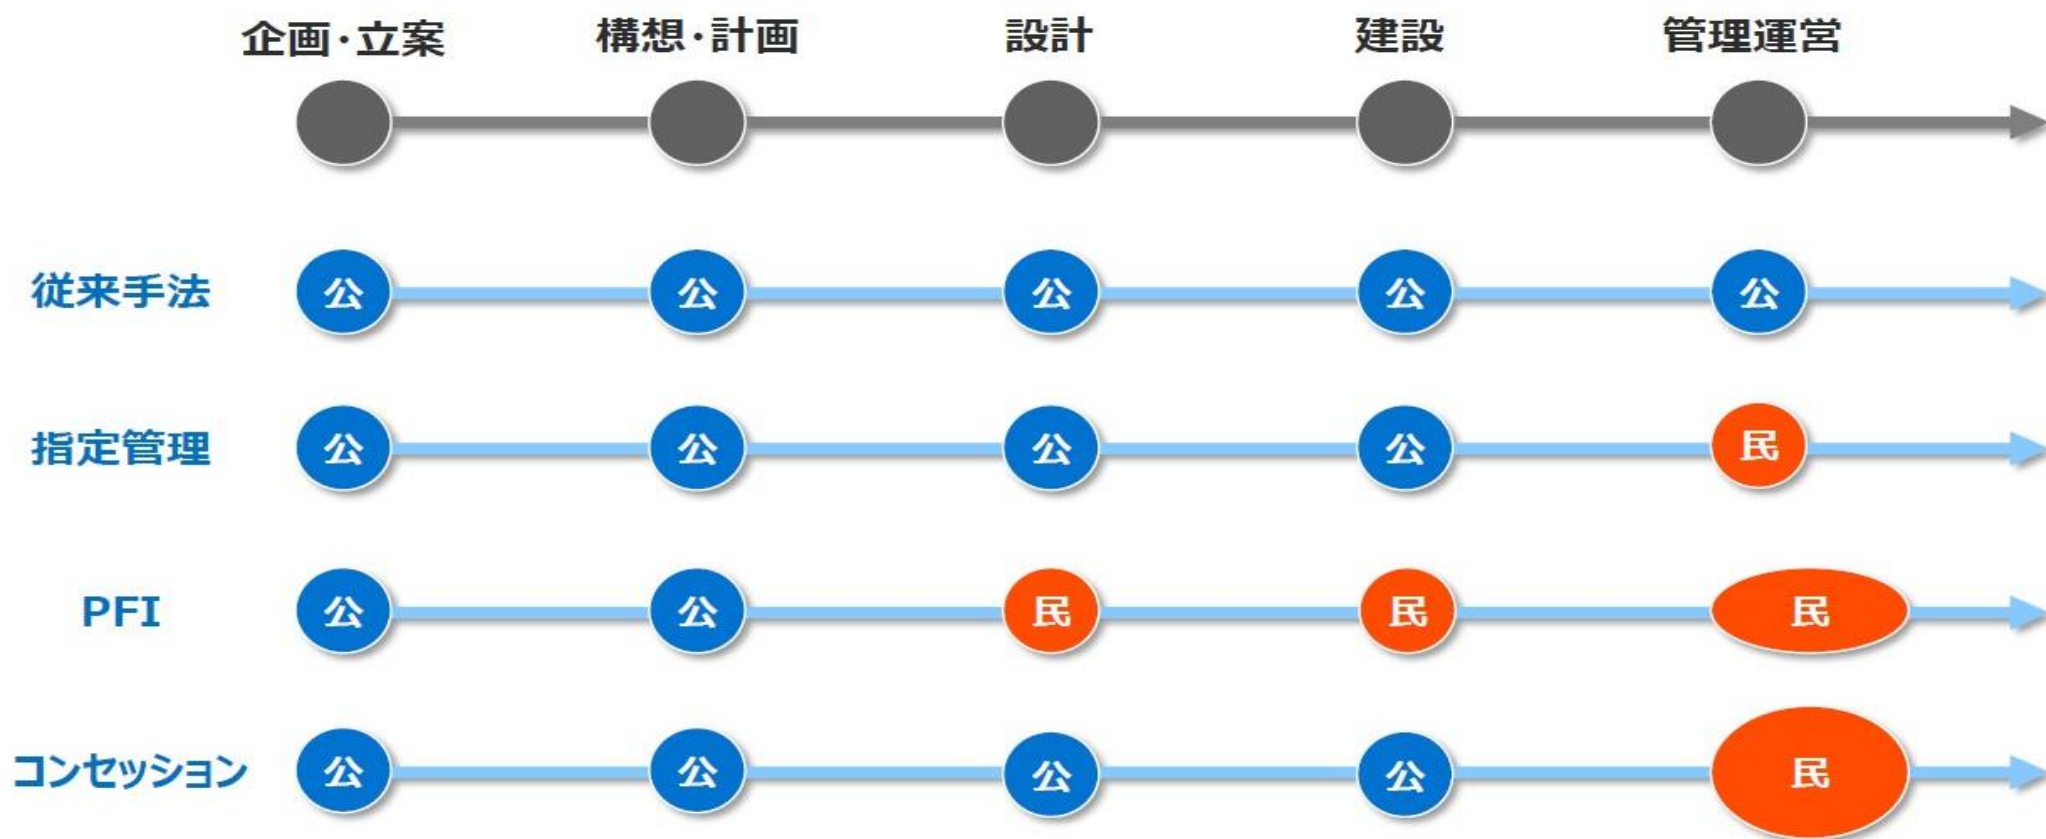 企画･立案 構想･計画 設計 建設 管理運営
従来手法 公 公 公 公 公
指定管理 公 公 公 公 民
PFI 公 公 民 民 民
コンセッション 公 公 公 公 民